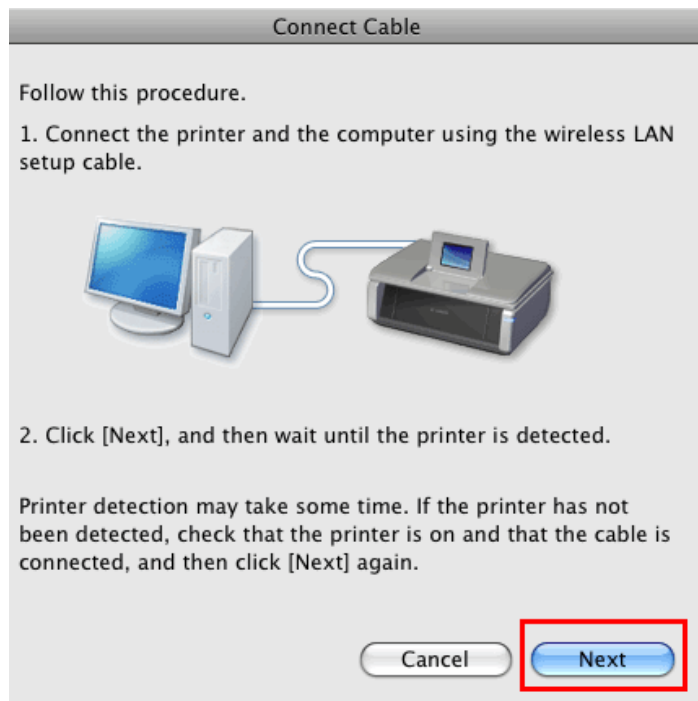 Connect Cable
Follow this procedure.
1. Connect the printer and the computer using the wireless LAN
setup cable.
2. Click [Next], and then wait until the printer is detected.
Printer detection may take some time. If the printer has not
been detected, check that the printer is on and that the cable is
connected, and then click [Next] again.
Cancel
Next